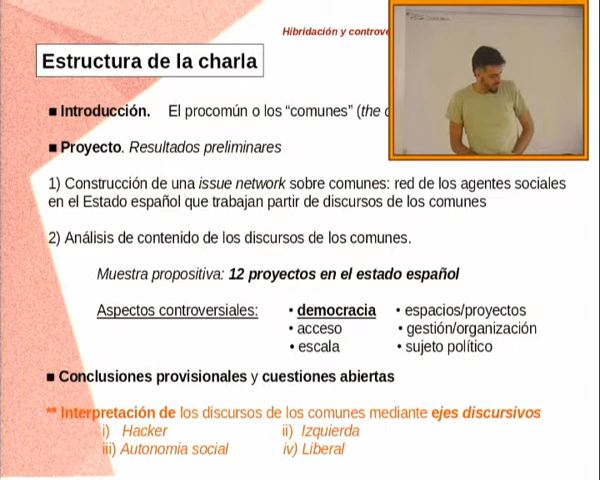 Hibridación y controve
Estructura de la charla
■ Introducción. El procomún o los “comunes” (the c
■ Proyecto. Resultados preliminares
1) Construcción de una issue network sobre comunes: red de los agentes sociales
en el Estado español que trabajan partir de discursos de los comunes
2) Análisis de contenido de los discursos de los comunes.
Muestra propositiva: 12 proyectos en el estado español
Aspectos controversiales: • democracia • espacios/proyectos
• acceso • gestión/organización
• escala • sujeto político
■ Conclusiones provisionales y cuestiones abiertas
** Interpretación de los discursos de los comunes mediante ejes discursivos
i) Hacker ii) Izquierda
iii) Autonomia social iv) Liberal